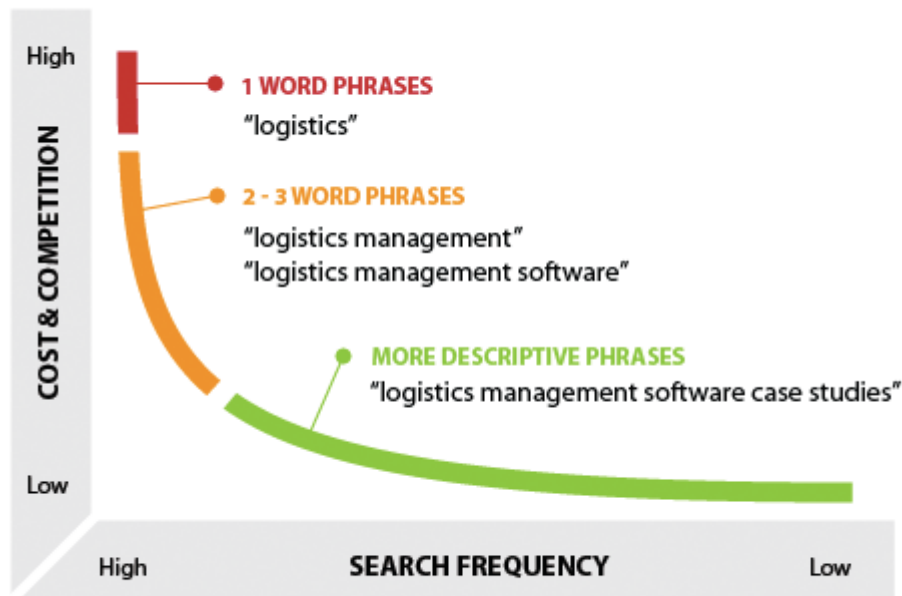 High
COST & COMPETITION
Low
1 WORD PHRASES
“logistics”
2 - 3 WORD PHRASES
“logistics management”
“logistics management software”
MORE DESCRIPTIVE PHRASES
“logistics management software case studies”
High
SEARCH FREQUENCY
Low